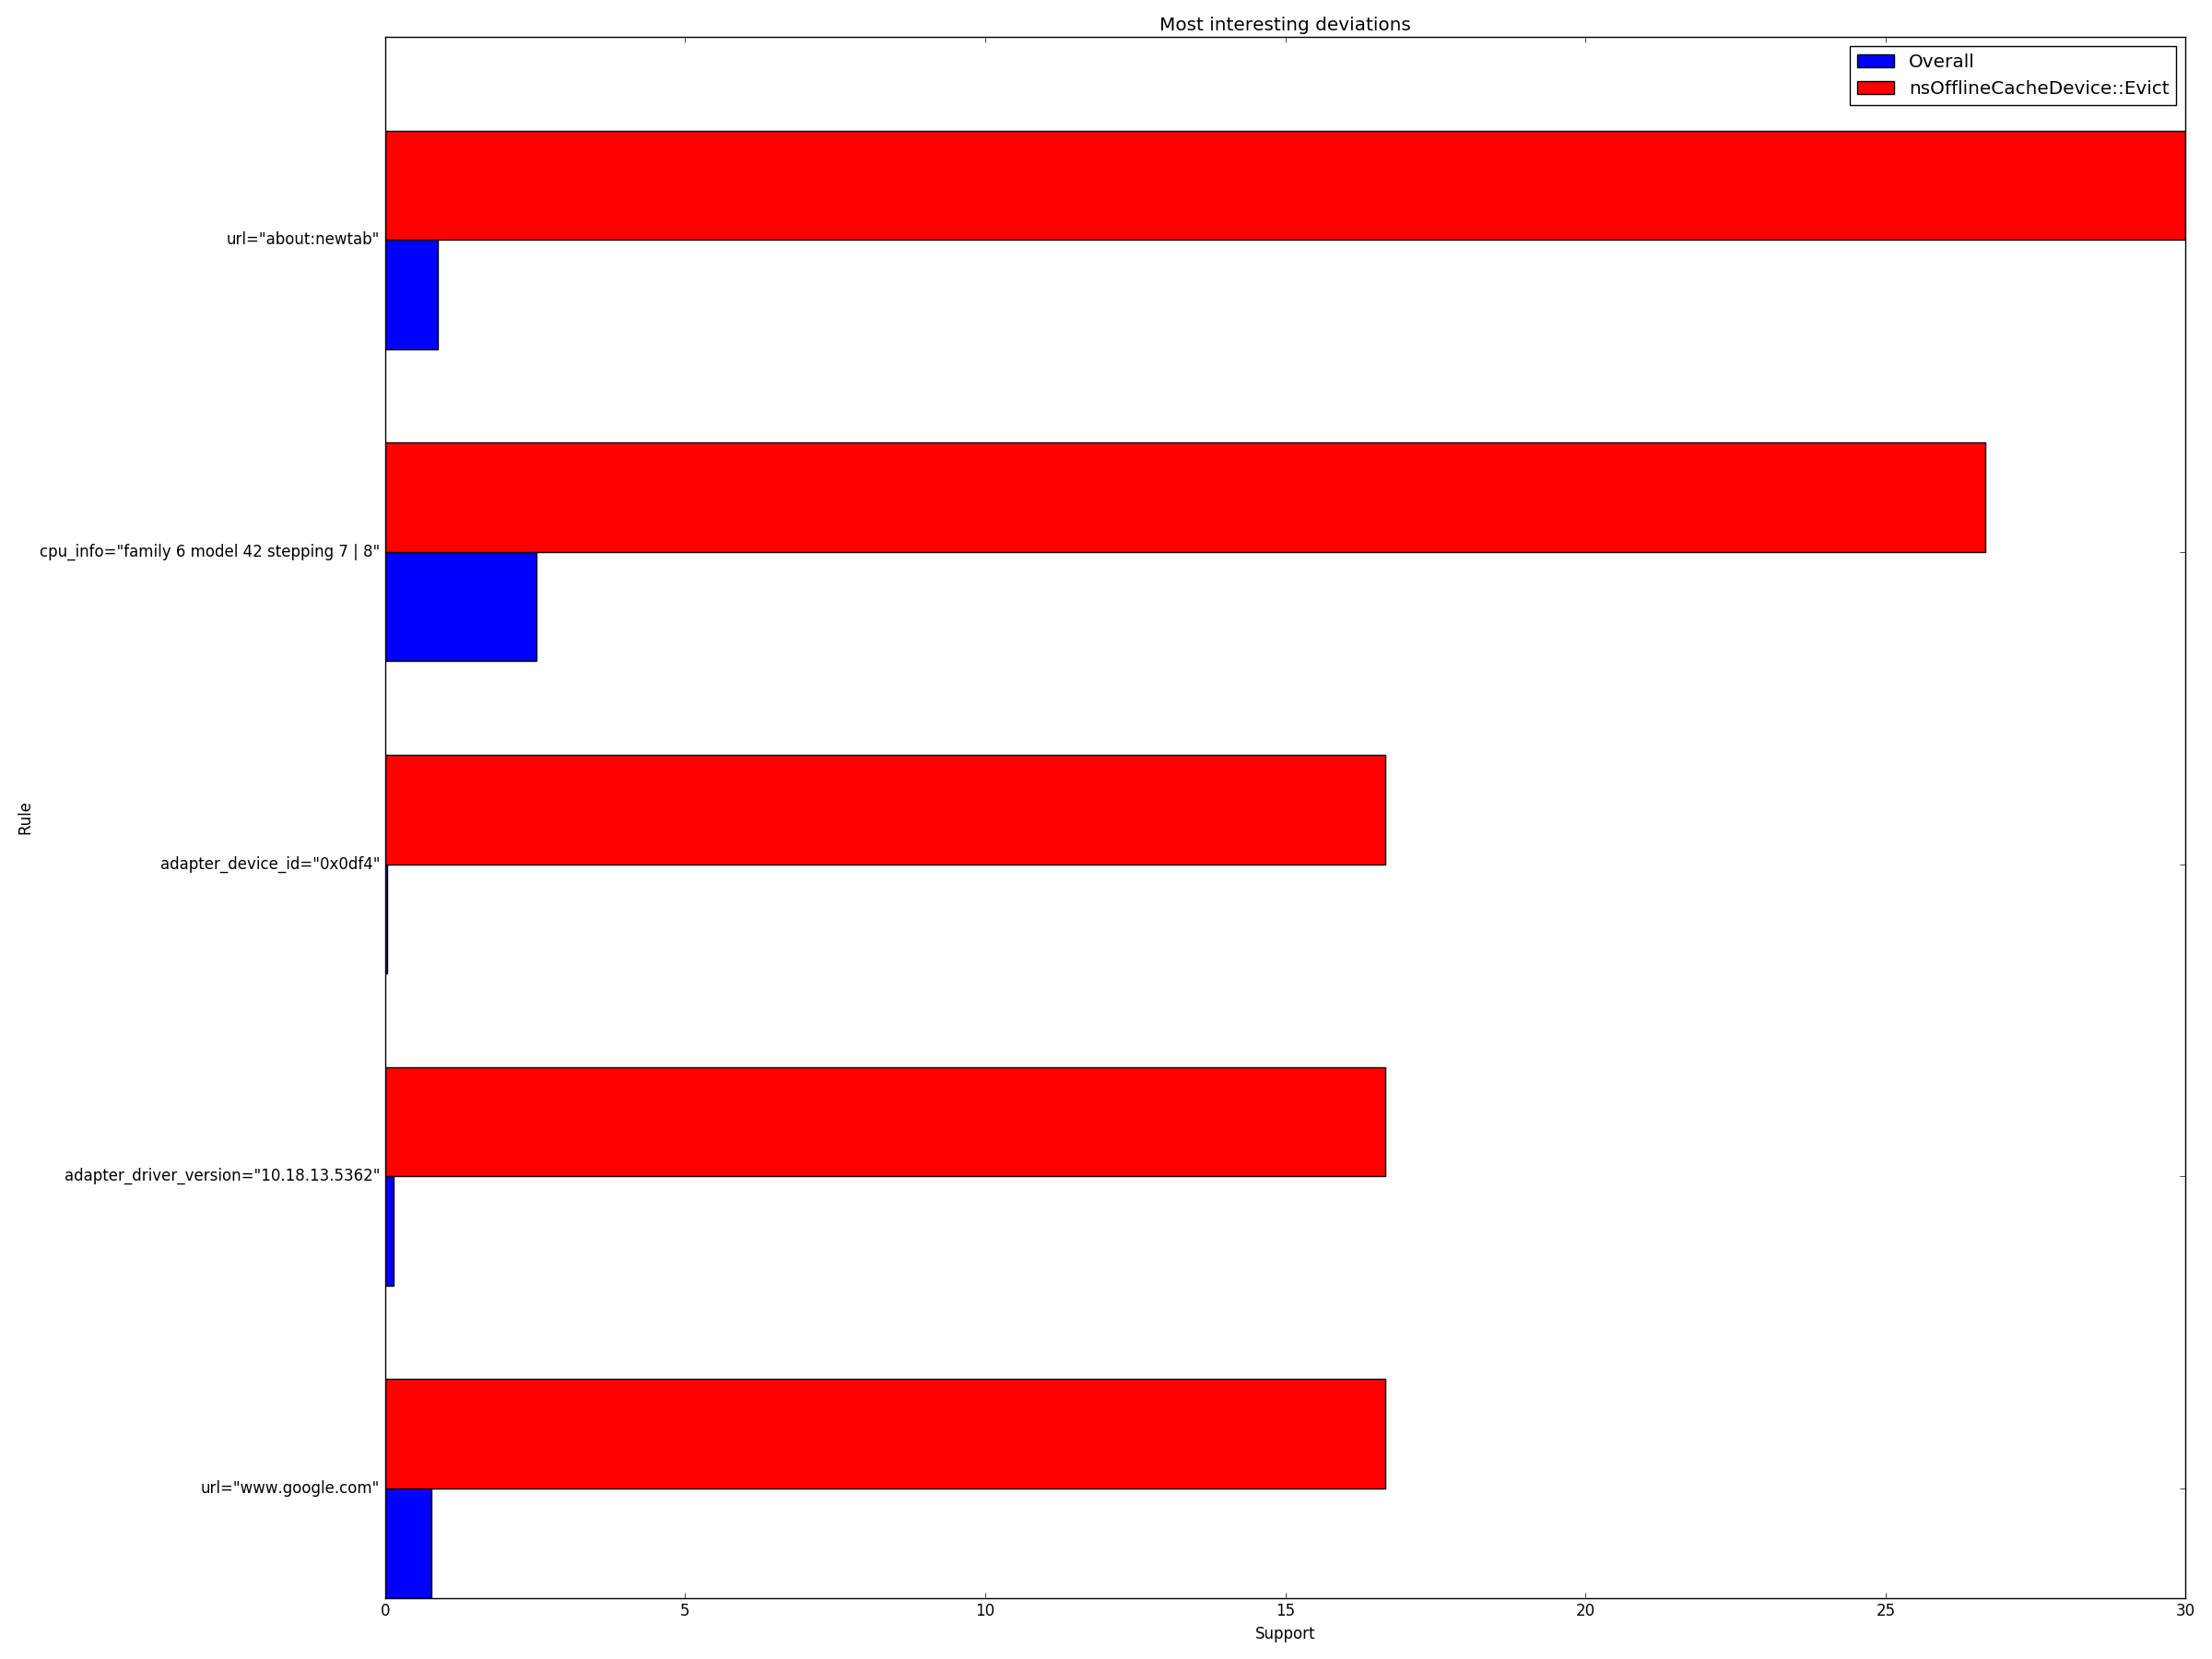 Most interesting deviations
Overall
nsOfflineCacheDevice::Evict
url="about:newtab"
cpu_info="family 6 model 42 stepping 7 | 8"
Rule
adapter_device_id="0x0df4"
adapter_driver_version="10.18.13.5362"
url="www.google.com"
0 5 10 15 20 25 30
Support